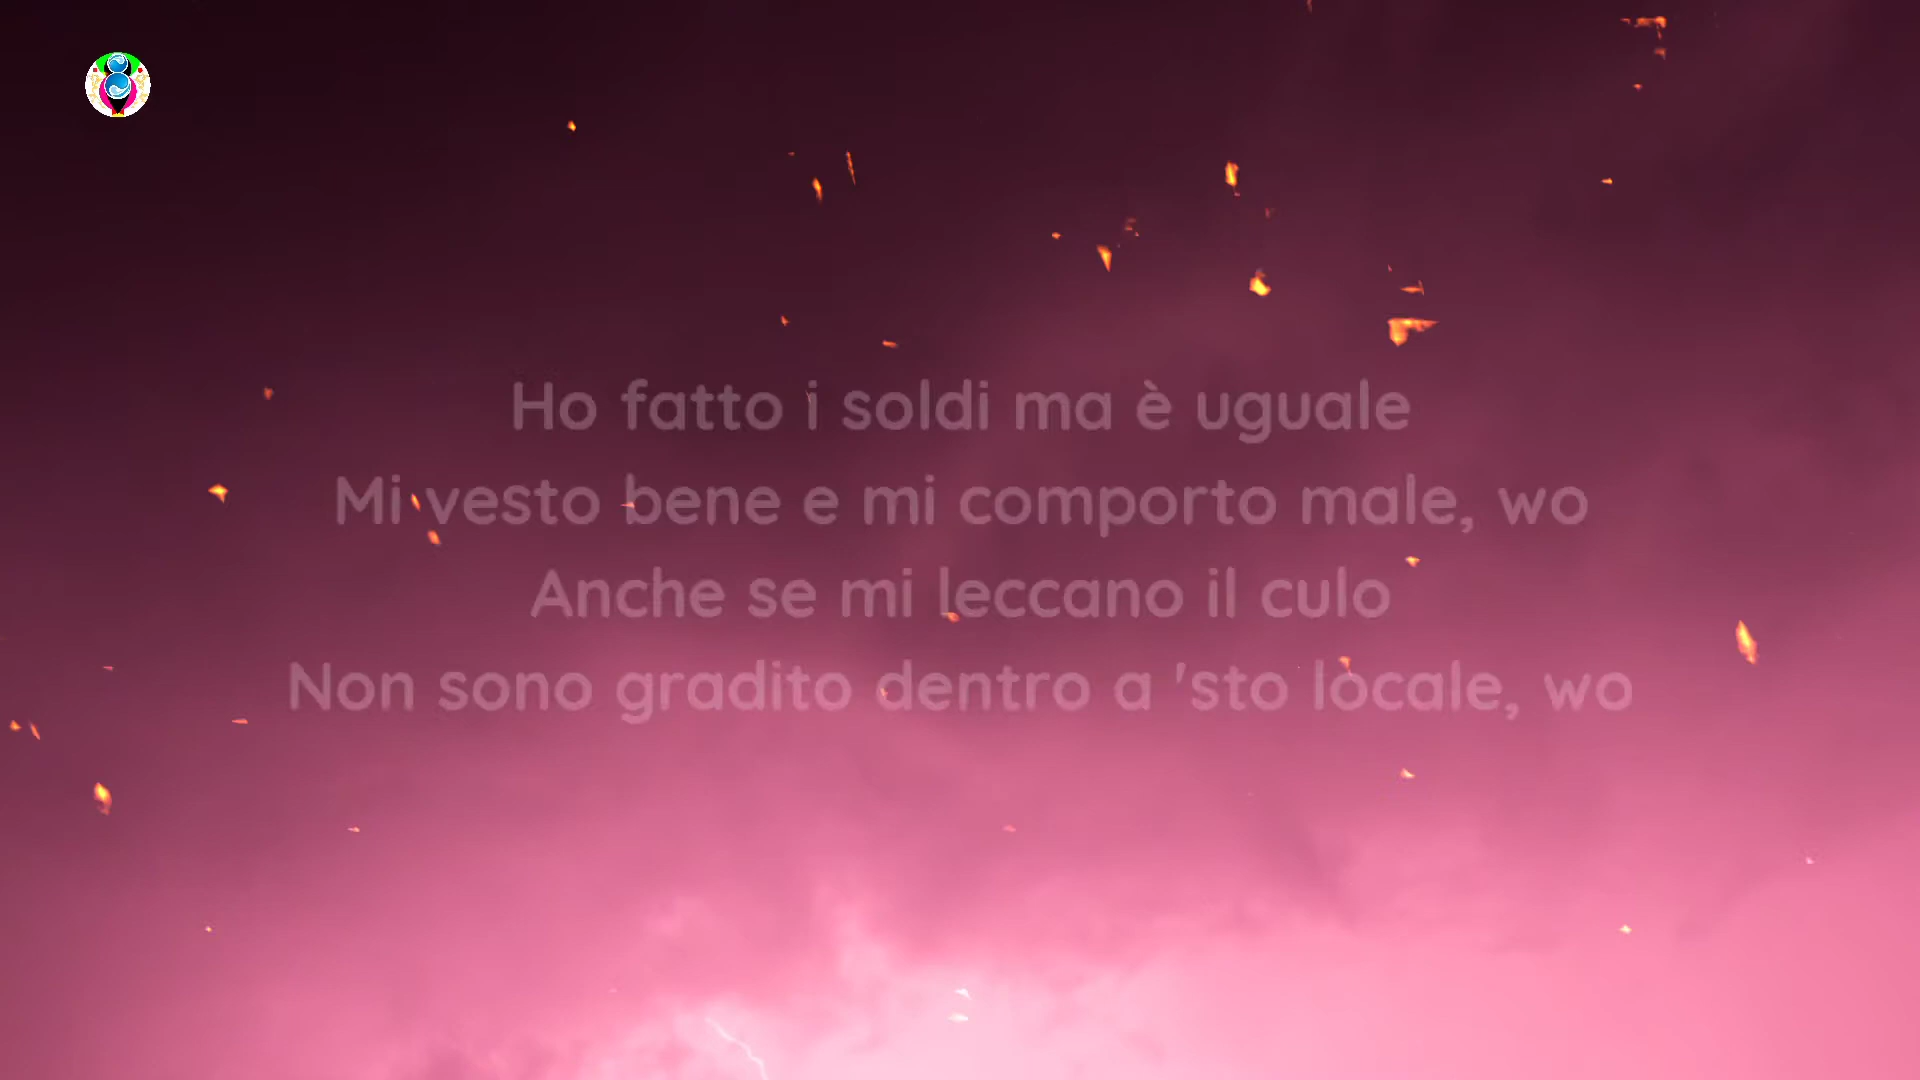 Ho fatto i soldi ma è uguale
Mi vesto bene e mi comporto male, wo
Anche se mi leccano il culo
Non sono gradito dentro a 'sto locale, wo